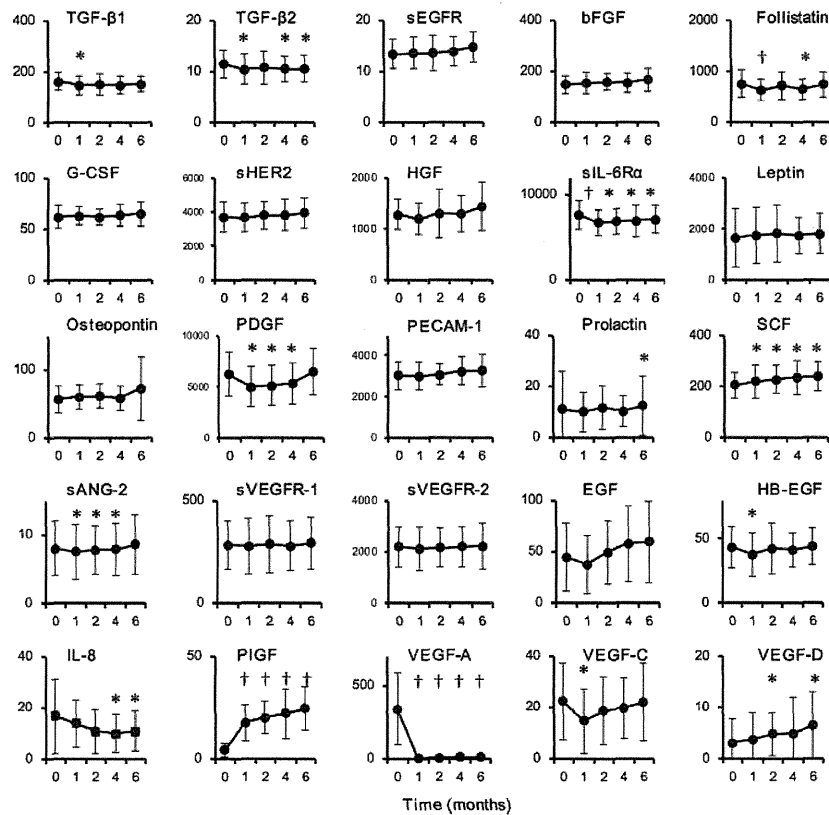 TGF-β1 TGF-β2 sEGFR bFGF Follistatin
400 20 20 400 2000
* * * * † *
200 10 10 200 1000
0 0 0 0 0
0 1 2 4 6 0 1 2 4 6 0 1 2 4 6 0 1 2 4 6 0 1 2 4 6
G-CSF sHER2 HGF sIL-6Rα Leptin
100 6000 2000 10000 4000
† * * * *
50 4000 1000 2000
2000
0 0 0 0 0
0 1 2 4 6 0 1 2 4 6 0 1 2 4 6 0 1 2 4 6 0 1 2 4 6
Osteopontin PDGF PECAM-1 Prolactin SCF
150 10000 6000 40 400
* * * * * * * *
100 4000
5000 20 200
50 2000
0 0 0 0 0
0 1 2 4 6 0 1 2 4 6 0 1 2 4 6 0 1 2 4 6 0 1 2 4 6
sANG-2 sVEGFR-1 sVEGFR-2 EGF HB-EGF
20 500 6000 100 100
* * * *
10 4000 50 50
2000
0 0 0 0 0
0 1 2 4 6 0 1 2 4 6 0 1 2 4 6 0 1 2 4 6 0 1 2 4 6
IL-8 PlGF VEGF-A VEGF-C VEGF-D
40 50 40 20
* * † † † † † † † † * * *
500
20 25 20 10
0 0 0 0 0
0 1 2 4 6 0 1 2 4 6 0 1 2 4 6 0 1 2 4 6 0 1 2 4 6
Time (months)